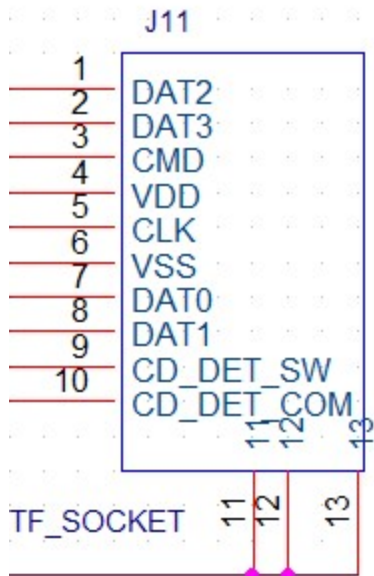 J11
1
DAT2
2
DAT3
3
CMD
4
VDD
5
CLK
6
VSS
7
DAT0
8
DAT1
9
CD_DET_SW
10
CD_DET_COM
11
12
13
TF_SOCKET
11
12
13